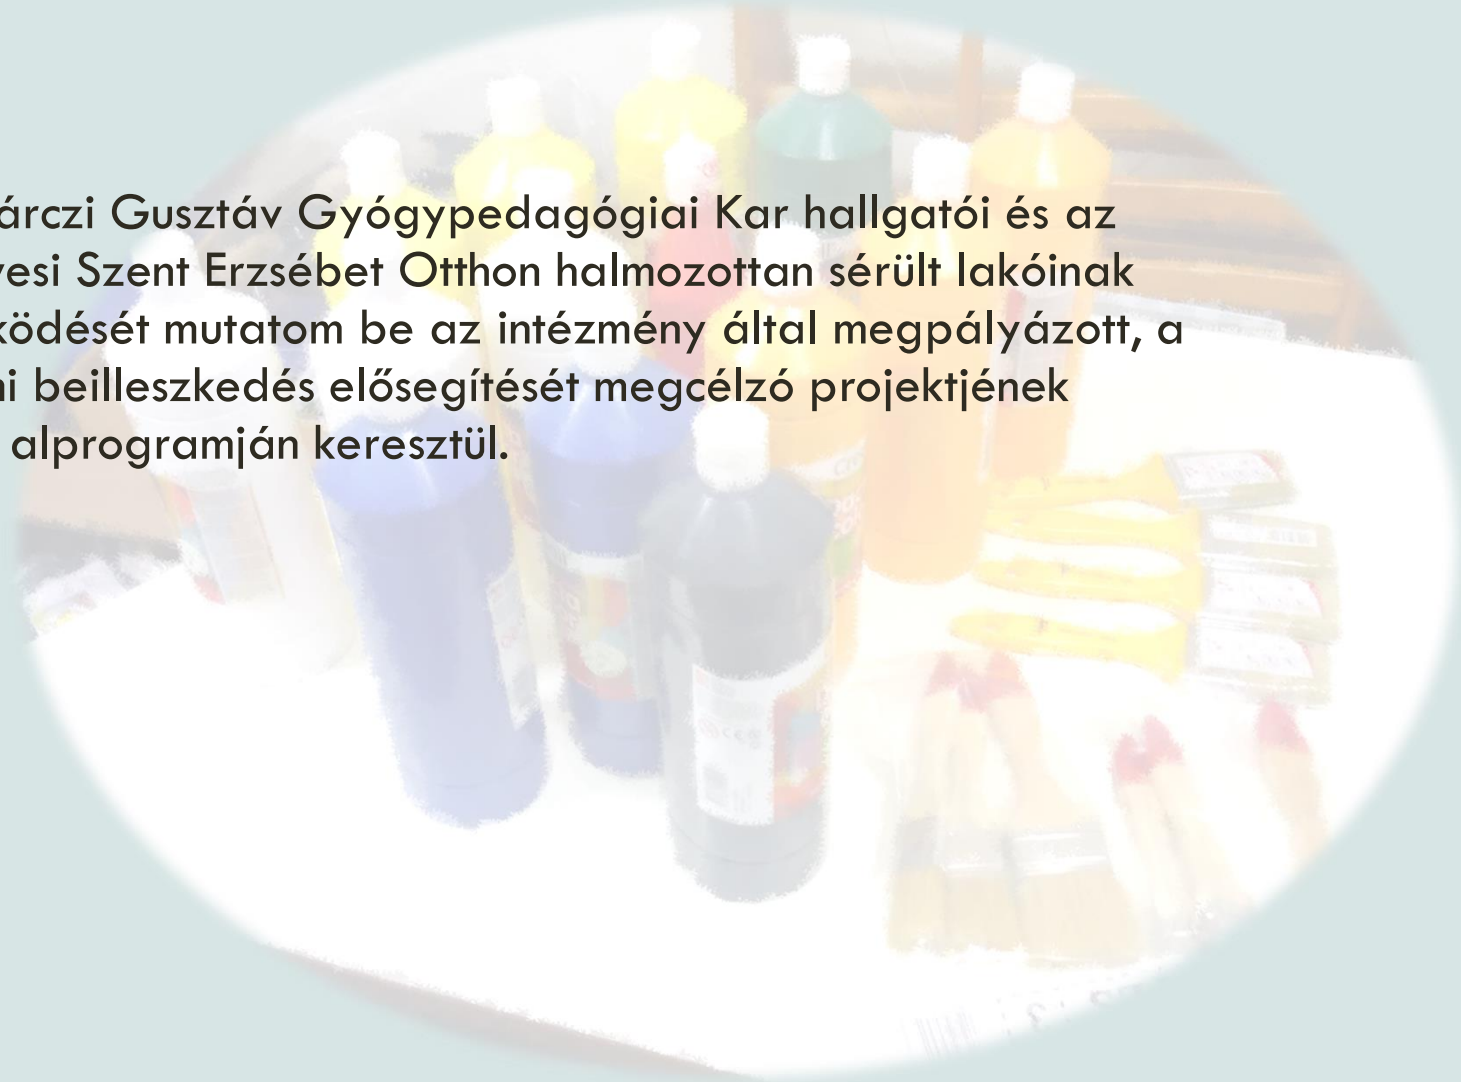 árczi Gusztáv Gyógypedagógiai Kar hallgatói és az
vesi Szent Erzsébet Otthon halmozottan sérült lakóinak
ködését mutatom be az intézmény által megpályázott, a
ni beilleszkedés elősegítését megcélzó projektjének
alprogramján keresztül.